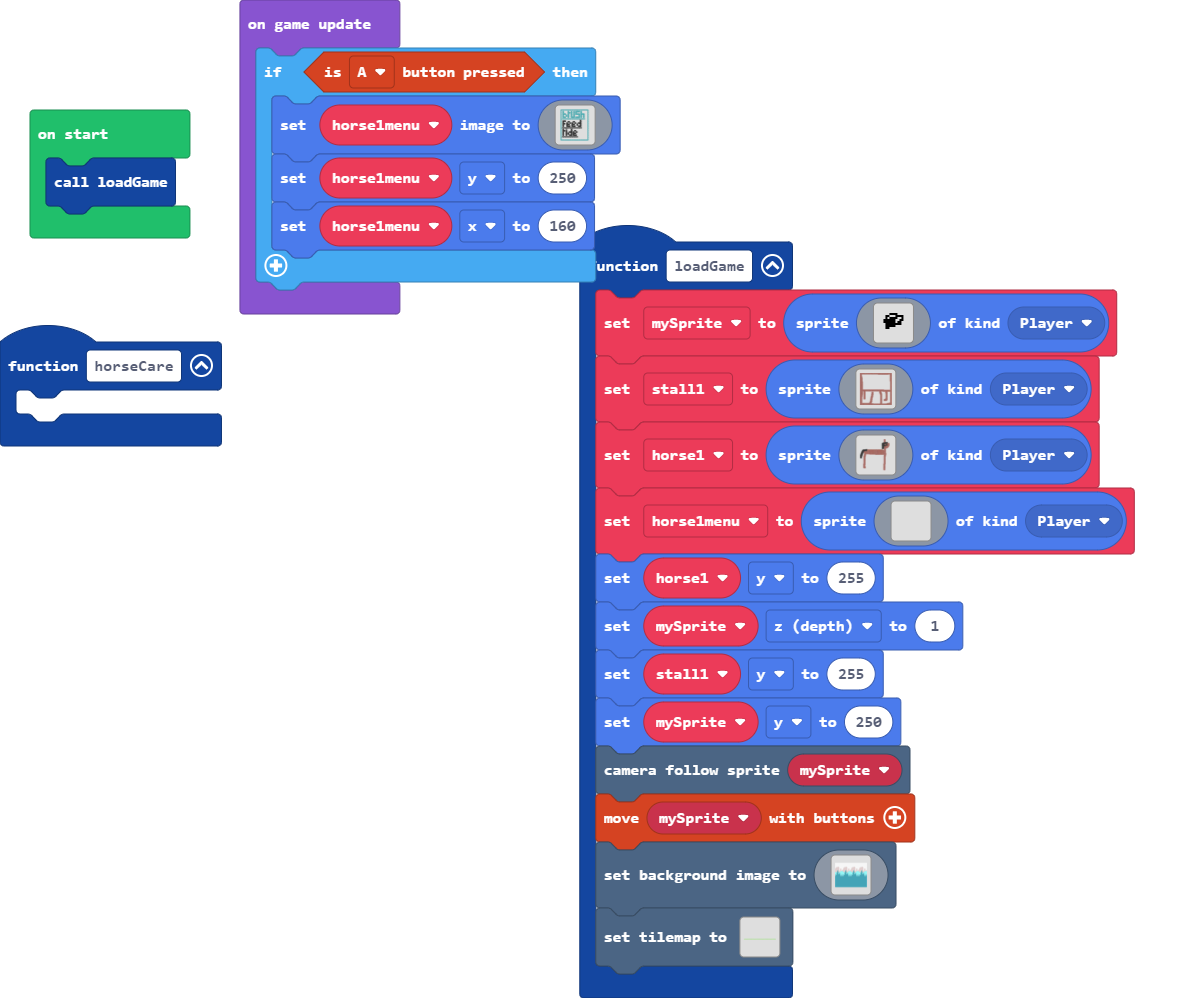 on game update
if is A button pressed then
set horse1menu image to brush
feed
ride
set horse1menu y to 250
set horse1menu x to 160
on start
call loadGame
function horseCare
unction loadGame
set mySprite to sprite of kind Player
set stall1 to sprite of kind Player
set horse1 to sprite of kind Player
set horse1menu to sprite of kind Player
set horse1 y to 255
set mySprite z (depth) to 1
set stall1 y to 255
set mySprite y to 250
camera follow sprite mySprite
move mySprite with buttons
set background image to
set tilemap to